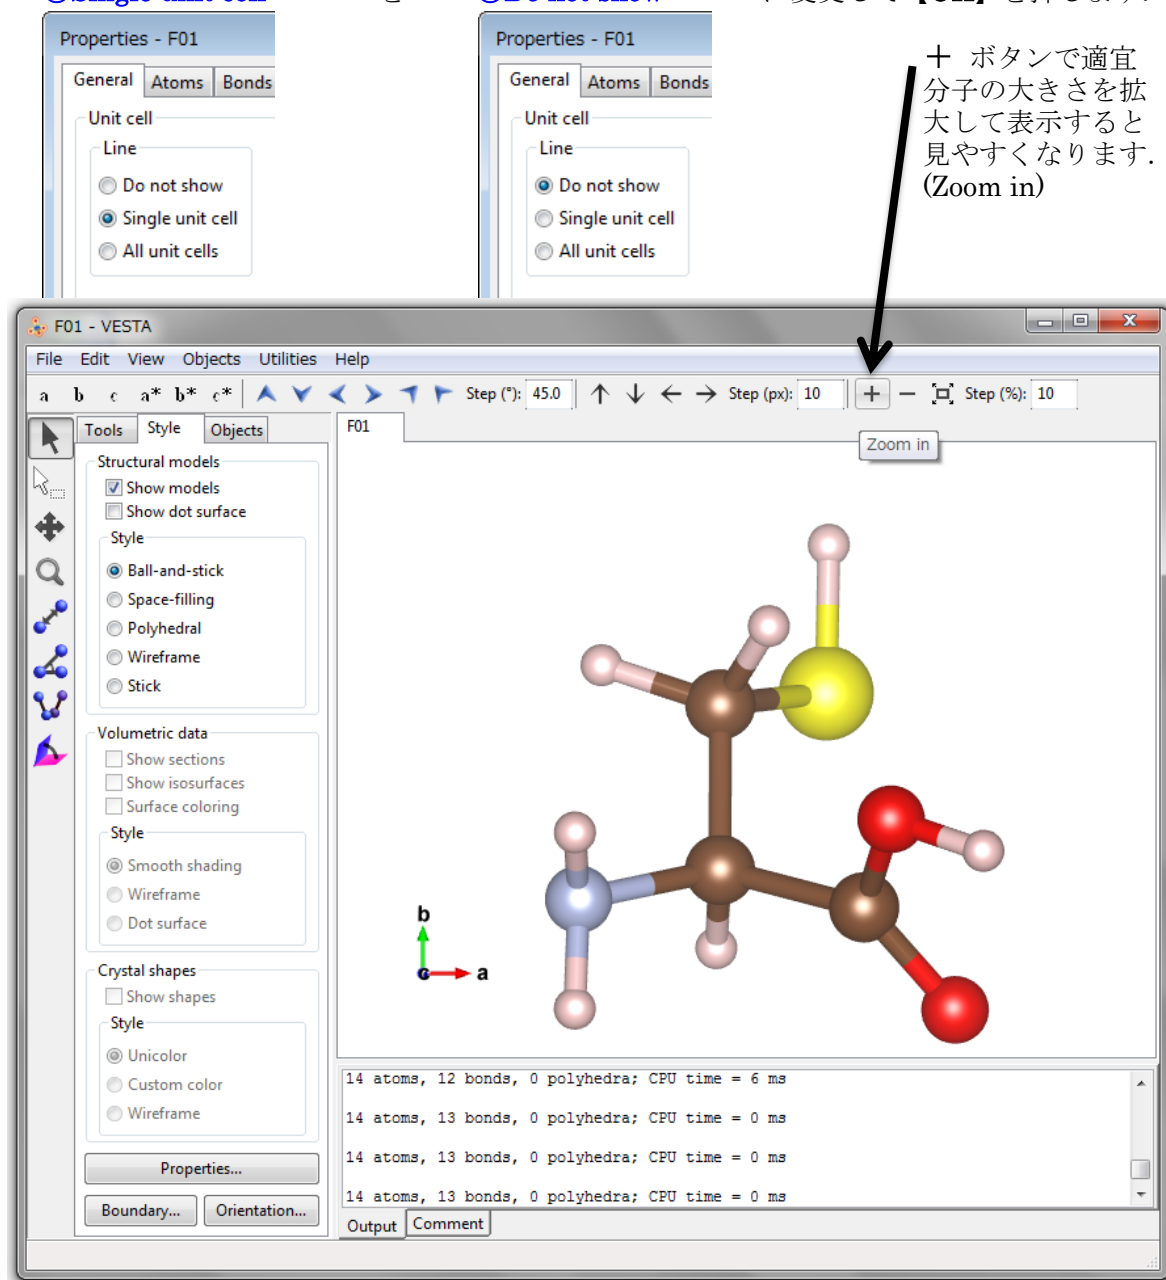 Properties - F01
General Atoms Bonds
Unit cell
Line
Do not show
Single unit cell
All unit cells
Properties - F01
General Atoms Bonds
Unit cell
Line
Do not show
Single unit cell
All unit cells
＋ ボタンで適宜
分子の大きさを拡
大して表示すると
見やすくなります.
(Zoom in)
F01 - VESTA
File Edit View Objects Utilities Help
a b c a* b* c* Step (°): 45.0 Step (px): 10 Step (%): 10
Tools Style Objects
F01
Zoom in
Structural models
Show models
Show dot surface
Style
Ball-and-stick
Space-filling
Polyhedral
Wireframe
Stick
Volumetric data
Show sections
Show isosurfaces
Surface coloring
Style
Smooth shading
Wireframe
Dot surface
Crystal shapes
Show shapes
Style
Unicolor
Custom color
Wireframe
Properties...
Boundary... Orientation...
b
c a
14 atoms, 12 bonds, 0 polyhedra; CPU time = 6 ms
14 atoms, 13 bonds, 0 polyhedra; CPU time = 0 ms
14 atoms, 13 bonds, 0 polyhedra; CPU time = 0 ms
14 atoms, 13 bonds, 0 polyhedra; CPU time = 0 ms
Output Comment